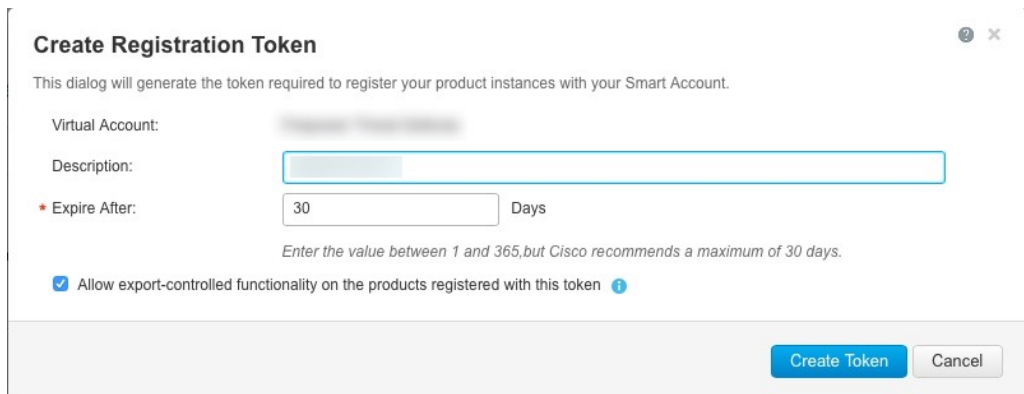 Create Registration Token
This dialog will generate the token required to register your product instances with your Smart Account.
Virtual Account:
Description:
* Expire After: 30 Days
Enter the value between 1 and 365,but Cisco recommends a maximum of 30 days.
Allow export-controlled functionality on the products registered with this token
Create Token Cancel